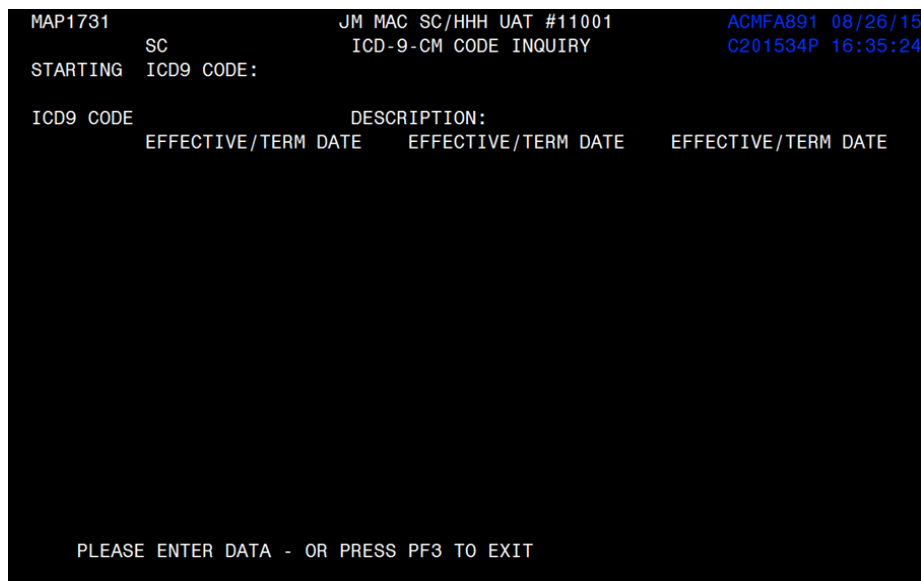 MAP1731 JM MAC SC/HHH UAT #11001 ACMFA891 08/26/15
SC ICD-9-CM CODE INQUIRY C201534P 16:35:24
STARTING ICD9 CODE:
ICD9 CODE DESCRIPTION:
EFFECTIVE/TERM DATE EFFECTIVE/TERM DATE EFFECTIVE/TERM DATE
PLEASE ENTER DATA - OR PRESS PF3 TO EXIT